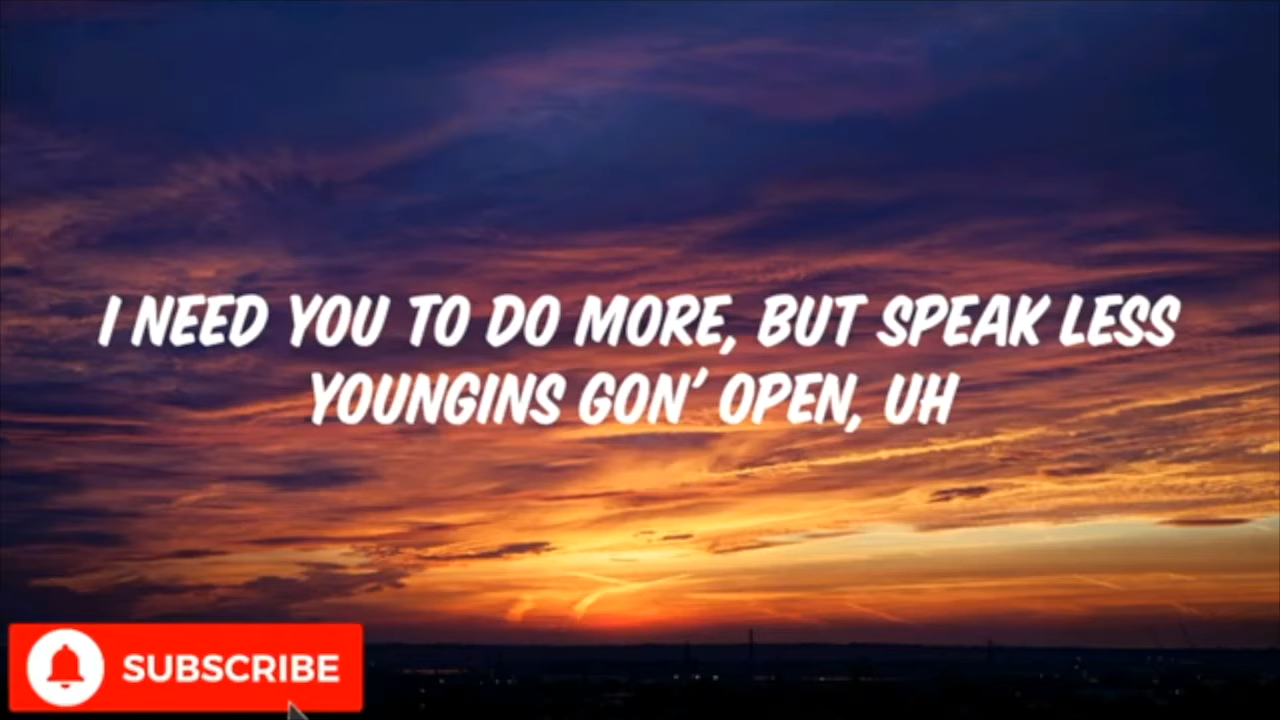 I NEED YOU TO DO MORE, BUT SPEAK LESS
YOUNGINS GON' OPEN, UH
SUBSCRIBE